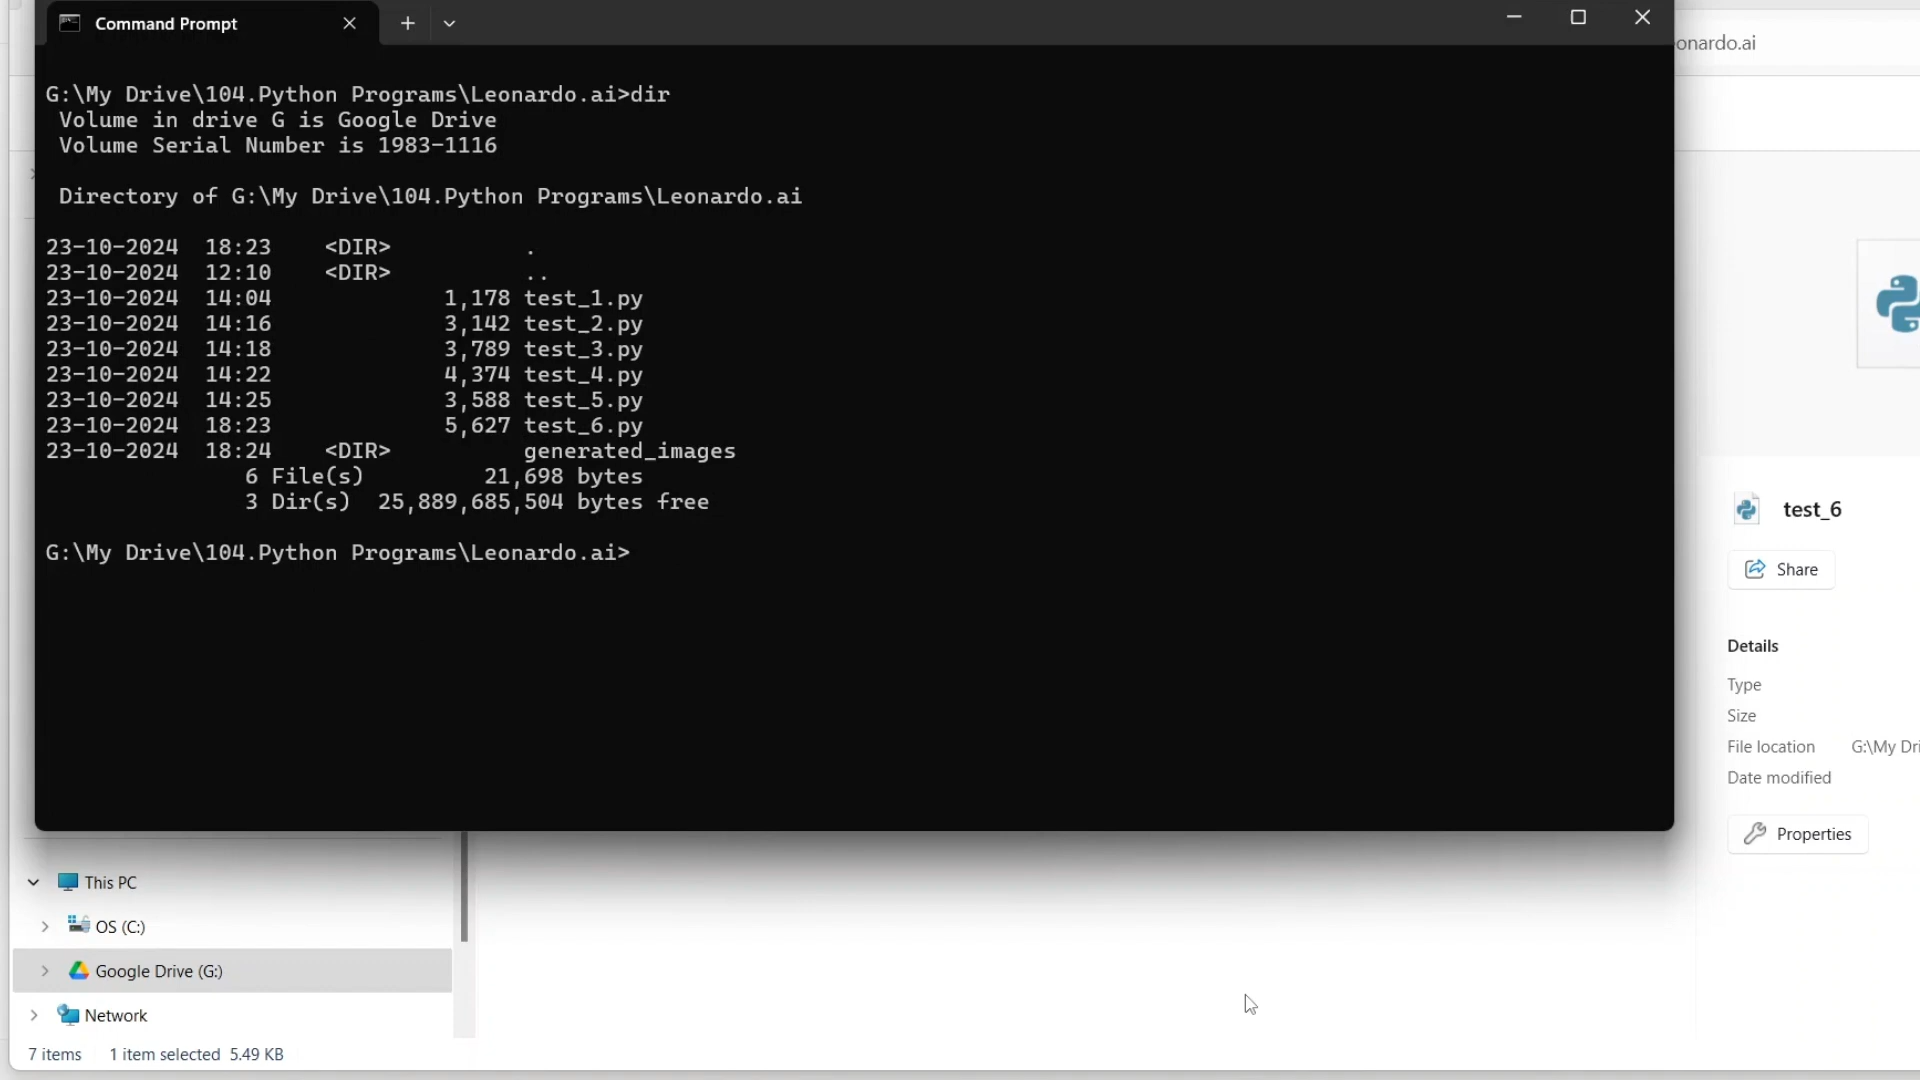 Command Prompt
onardo.ai
G:\My Drive\104.Python Programs\Leonardo.ai>dir
Volume in drive G is Google Drive
Volume Serial Number is 1983-1116
Directory of G:\My Drive\104.Python Programs\Leonardo.ai
23-10-2024 18:23 <DIR> .
23-10-2024 12:10 <DIR> ..
23-10-2024 14:04 1,178 test_1.py
23-10-2024 14:16 3,142 test_2.py
23-10-2024 14:18 3,789 test_3.py
23-10-2024 14:22 4,374 test_4.py
23-10-2024 14:25 3,588 test_5.py
23-10-2024 18:23 5,627 test_6.py
23-10-2024 18:24 <DIR> generated_images
6 File(s) 21,698 bytes
3 Dir(s) 25,889,685,504 bytes free
G:\My Drive\104.Python Programs\Leonardo.ai>
test_6
Share
Details
Type
Size
File location G:\My Dri
Date modified
Properties
This PC
OS (C:)
Google Drive (G:)
Network
7 items 1 item selected 5.49 KB